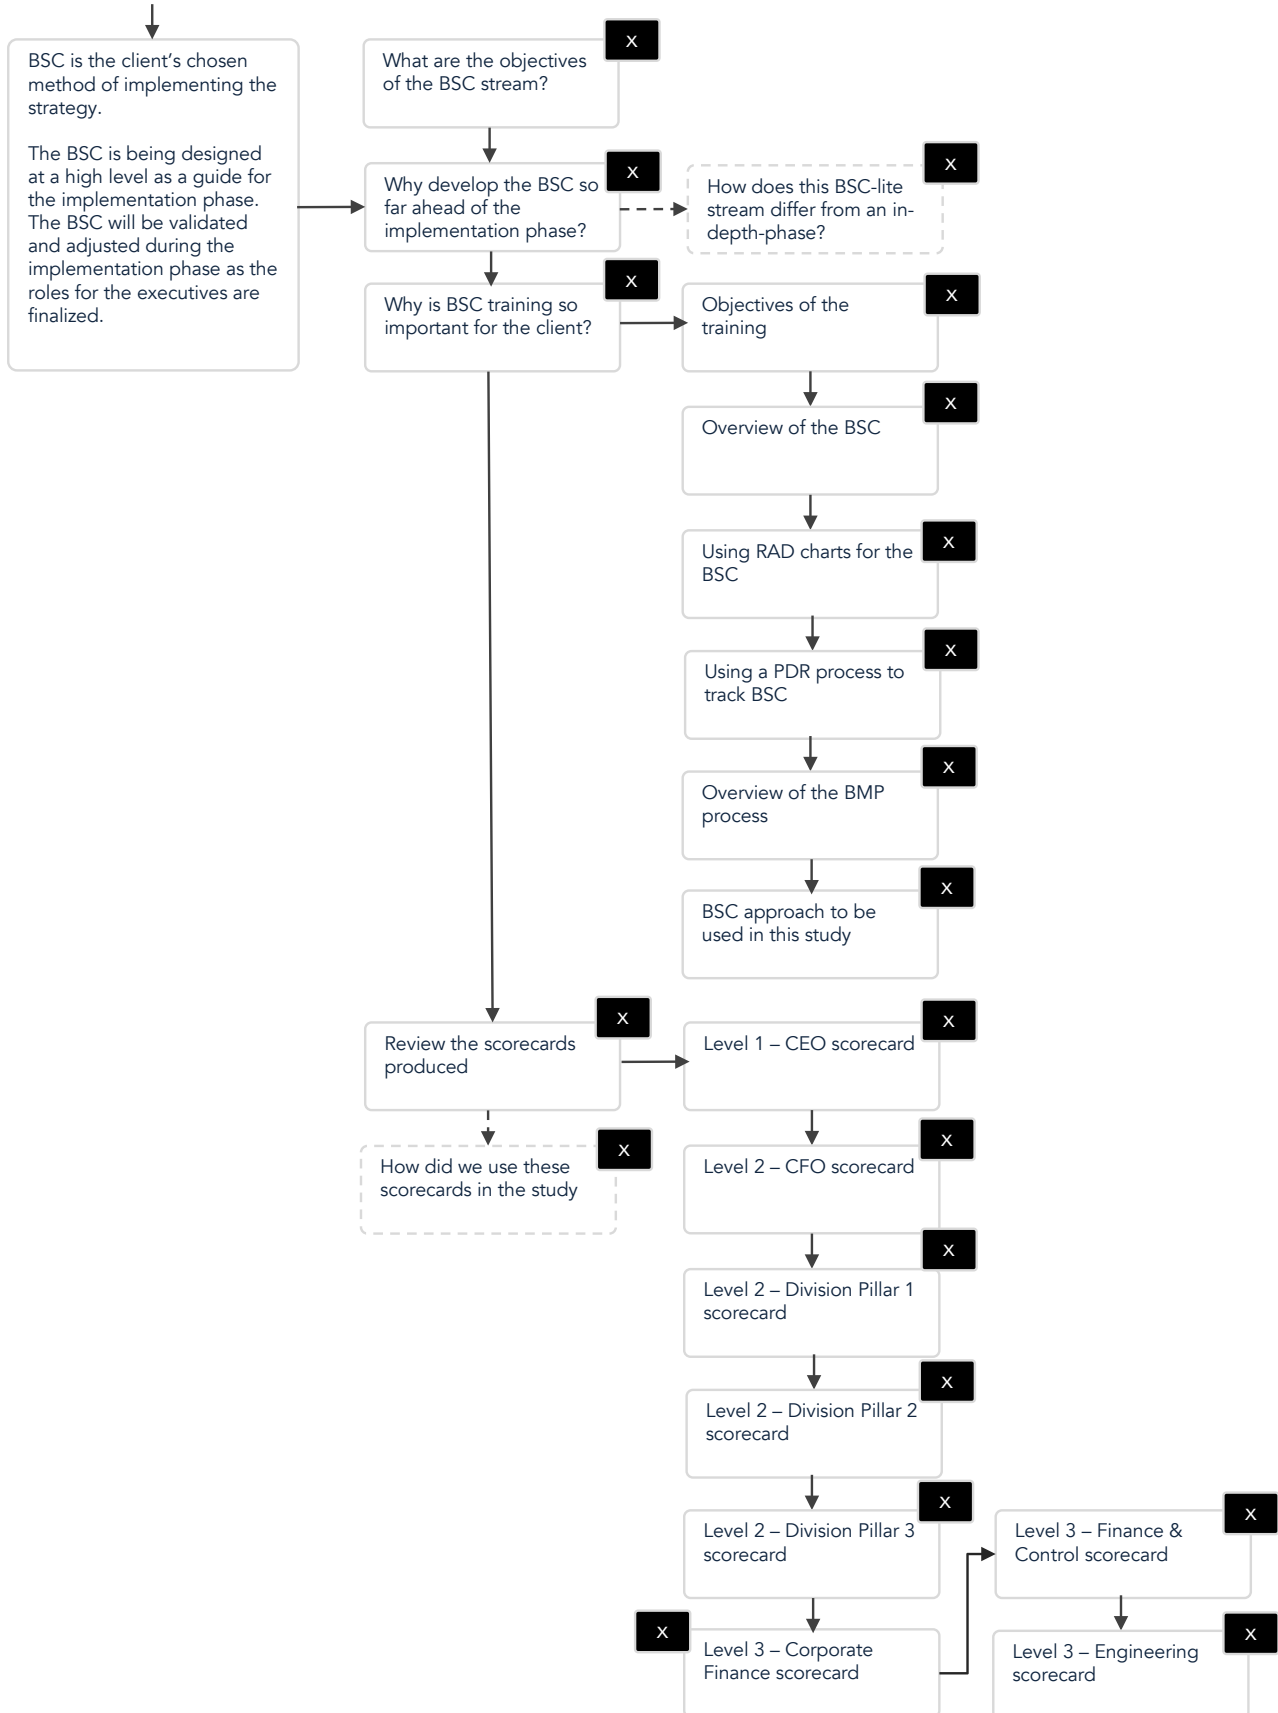 BSC is the client’s chosen
method of implementing the
strategy.
The BSC is being designed
at a high level as a guide for
the implementation phase.
The BSC will be validated
and adjusted during the
implementation phase as the
roles for the executives are
finalized.
X
What are the objectives
of the BSC stream?
X
Why develop the BSC so
far ahead of the
implementation phase?
X
How does this BSC-lite
stream differ from an in-
depth-phase?
X
Why is BSC training so
important for the client?
X
Objectives of the
training
X
Overview of the BSC
X
Using RAD charts for the
BSC
X
Using a PDR process to
track BSC
X
Overview of the BMP
process
X
BSC approach to be
used in this study
X
Review the scorecards
produced
X
How did we use these
scorecards in the study
X
Level 1 – CEO scorecard
X
Level 2 – CFO scorecard
X
Level 2 – Division Pillar 1
scorecard
X
Level 2 – Division Pillar 2
scorecard
X
Level 2 – Division Pillar 3
scorecard
X
Level 3 – Corporate
Finance scorecard
X
Level 3 – Finance &
Control scorecard
X
Level 3 – Engineering
scorecard